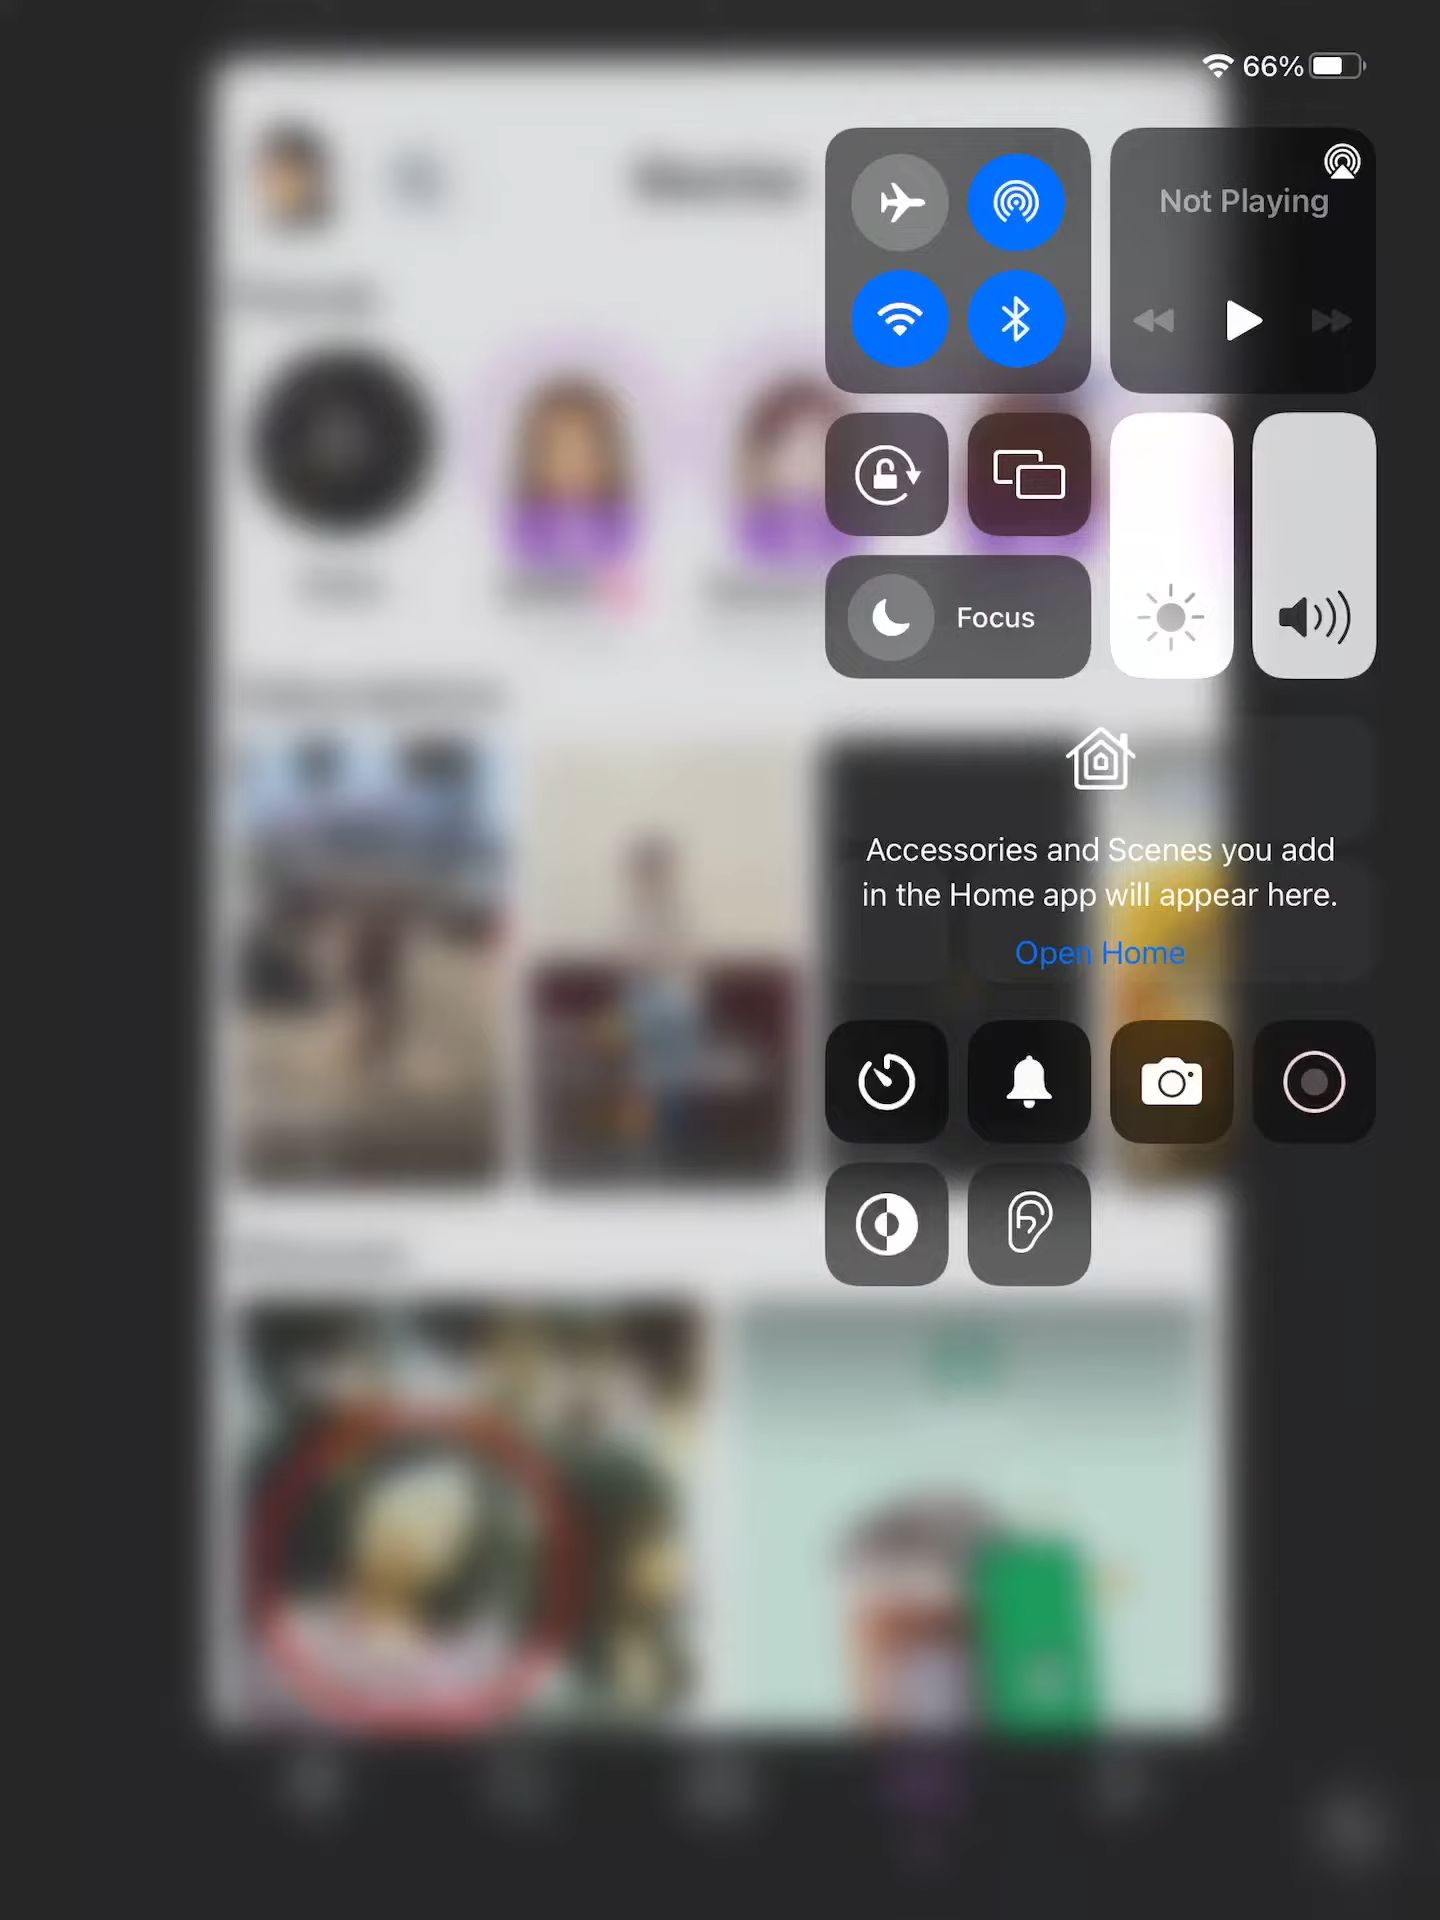 66%
Not Playing
Focus
Accessories and Scenes you add
in the Home app will appear here.
Open Home